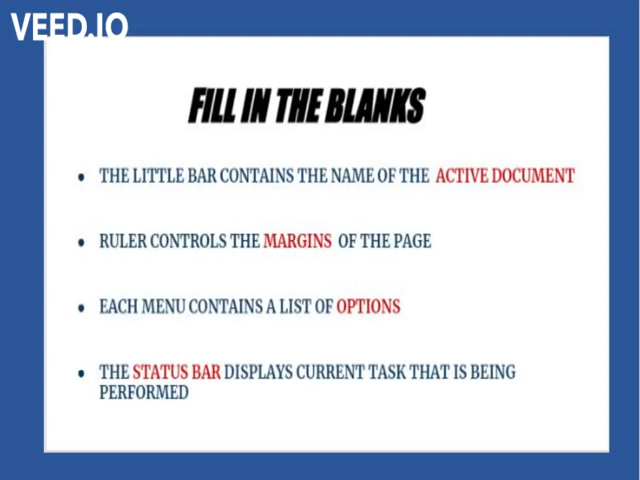 VEED.IO
FILL IN THE BLANKS
• THE LITTLE BAR CONTAINS THE NAME OF THE ACTIVE DOCUMENT
• RULER CONTROLS THE MARGINS OF THE PAGE
• EACH MENU CONTAINS A LIST OF OPTIONS
• THE STATUS BAR DISPLAYS CURRENT TASK THAT IS BEING
PERFORMED